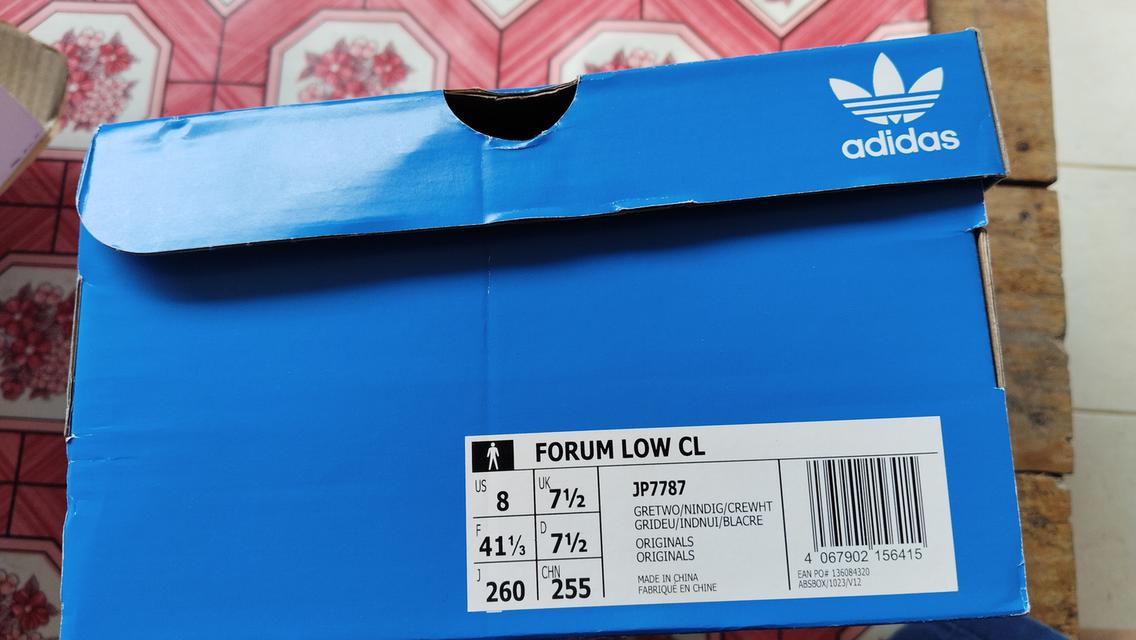 adidas
FORUM LOW CL
US 8 UK 7½
F 41⅓ D 7½
J 260 CHN 255
JP7787
GRETWO/NINDIG/CREWHT
GRIDEU/INDNUI/BLACRE
ORIGINALS
ORIGINALS
MADE IN CHINA
FABRIQUÉ EN CHINE
4 067902 156415
EAN PO# 136084320
ABSBOX/1023/V12